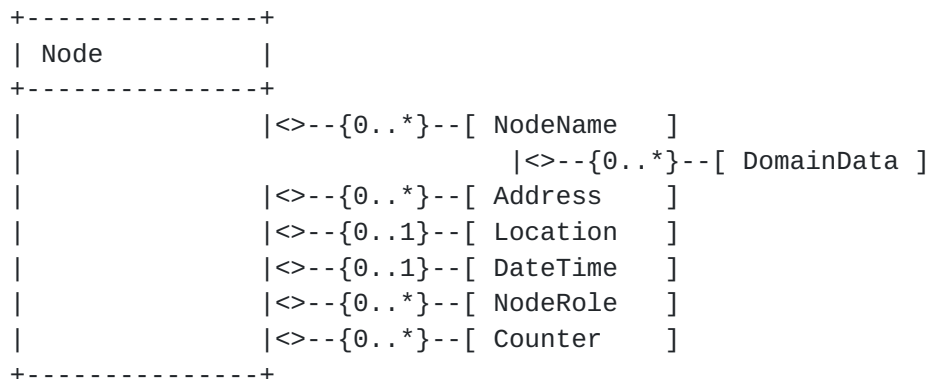 +---------------+
| Node          |
+---------------+
|               |<>--{0..*}--[ NodeName   ]
|                               |<>--{0..*}--[ DomainData ]
|               |<>--{0..*}--[ Address    ]
|               |<>--{0..1}--[ Location   ]
|               |<>--{0..1}--[ DateTime   ]
|               |<>--{0..*}--[ NodeRole   ]
|               |<>--{0..*}--[ Counter    ]
+---------------+